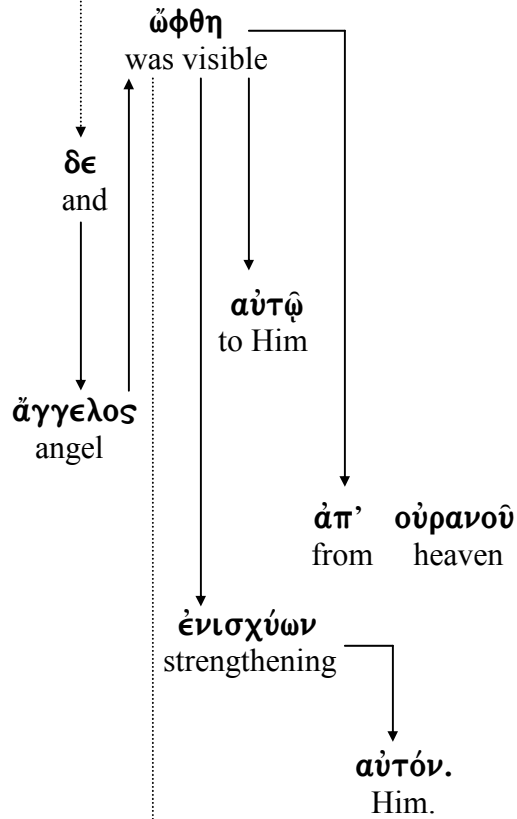 ὤφθη
was visible
δε
and
αὐτῷ
to Him
ἄγγελος
angel
ἀπ’ οὐρανοῦ
from heaven
ἐνισχύων
strengthening
αὐτόν.
Him.